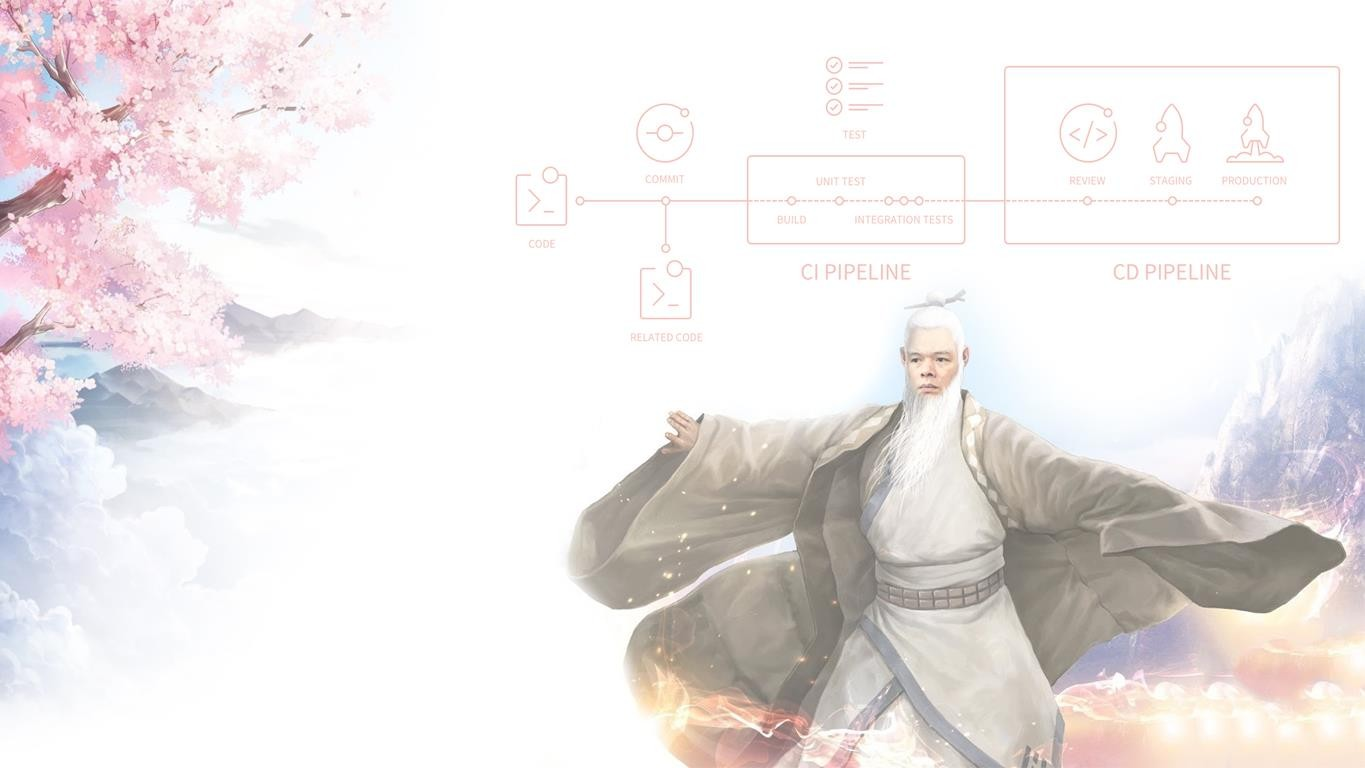 TEST
COMMIT
UNIT TEST
REVIEW
STAGING
PRODUCTION
BUILD
INTEGRATION TESTS
CODE
CI PIPELINE
CD PIPELINE
RELATED CODE